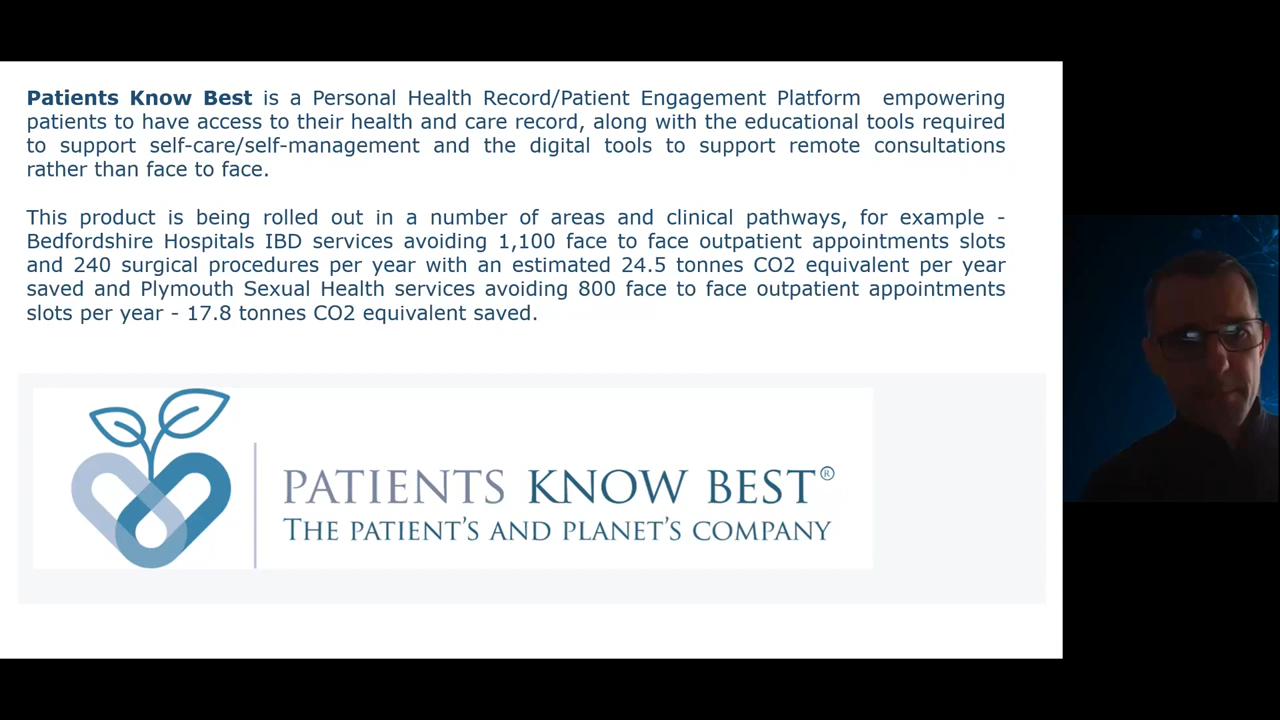 Patients Know Best is a Personal Health Record/Patient Engagement Platform empowering
patients to have access to their health and care record, along with the educational tools required
to support self-care/self-management and the digital tools to support remote consultations
rather than face to face.
This product is being rolled out in a number of areas and clinical pathways, for example -
Bedfordshire Hospitals IBD services avoiding 1,100 face to face outpatient appointments slots
and 240 surgical procedures per year with an estimated 24.5 tonnes CO2 equivalent per year
saved and Plymouth Sexual Health services avoiding 800 face to face outpatient appointments
slots per year - 17.8 tonnes CO2 equivalent saved.
PATIENTS KNOW BEST®
THE PATIENT'S AND PLANET'S COMPANY